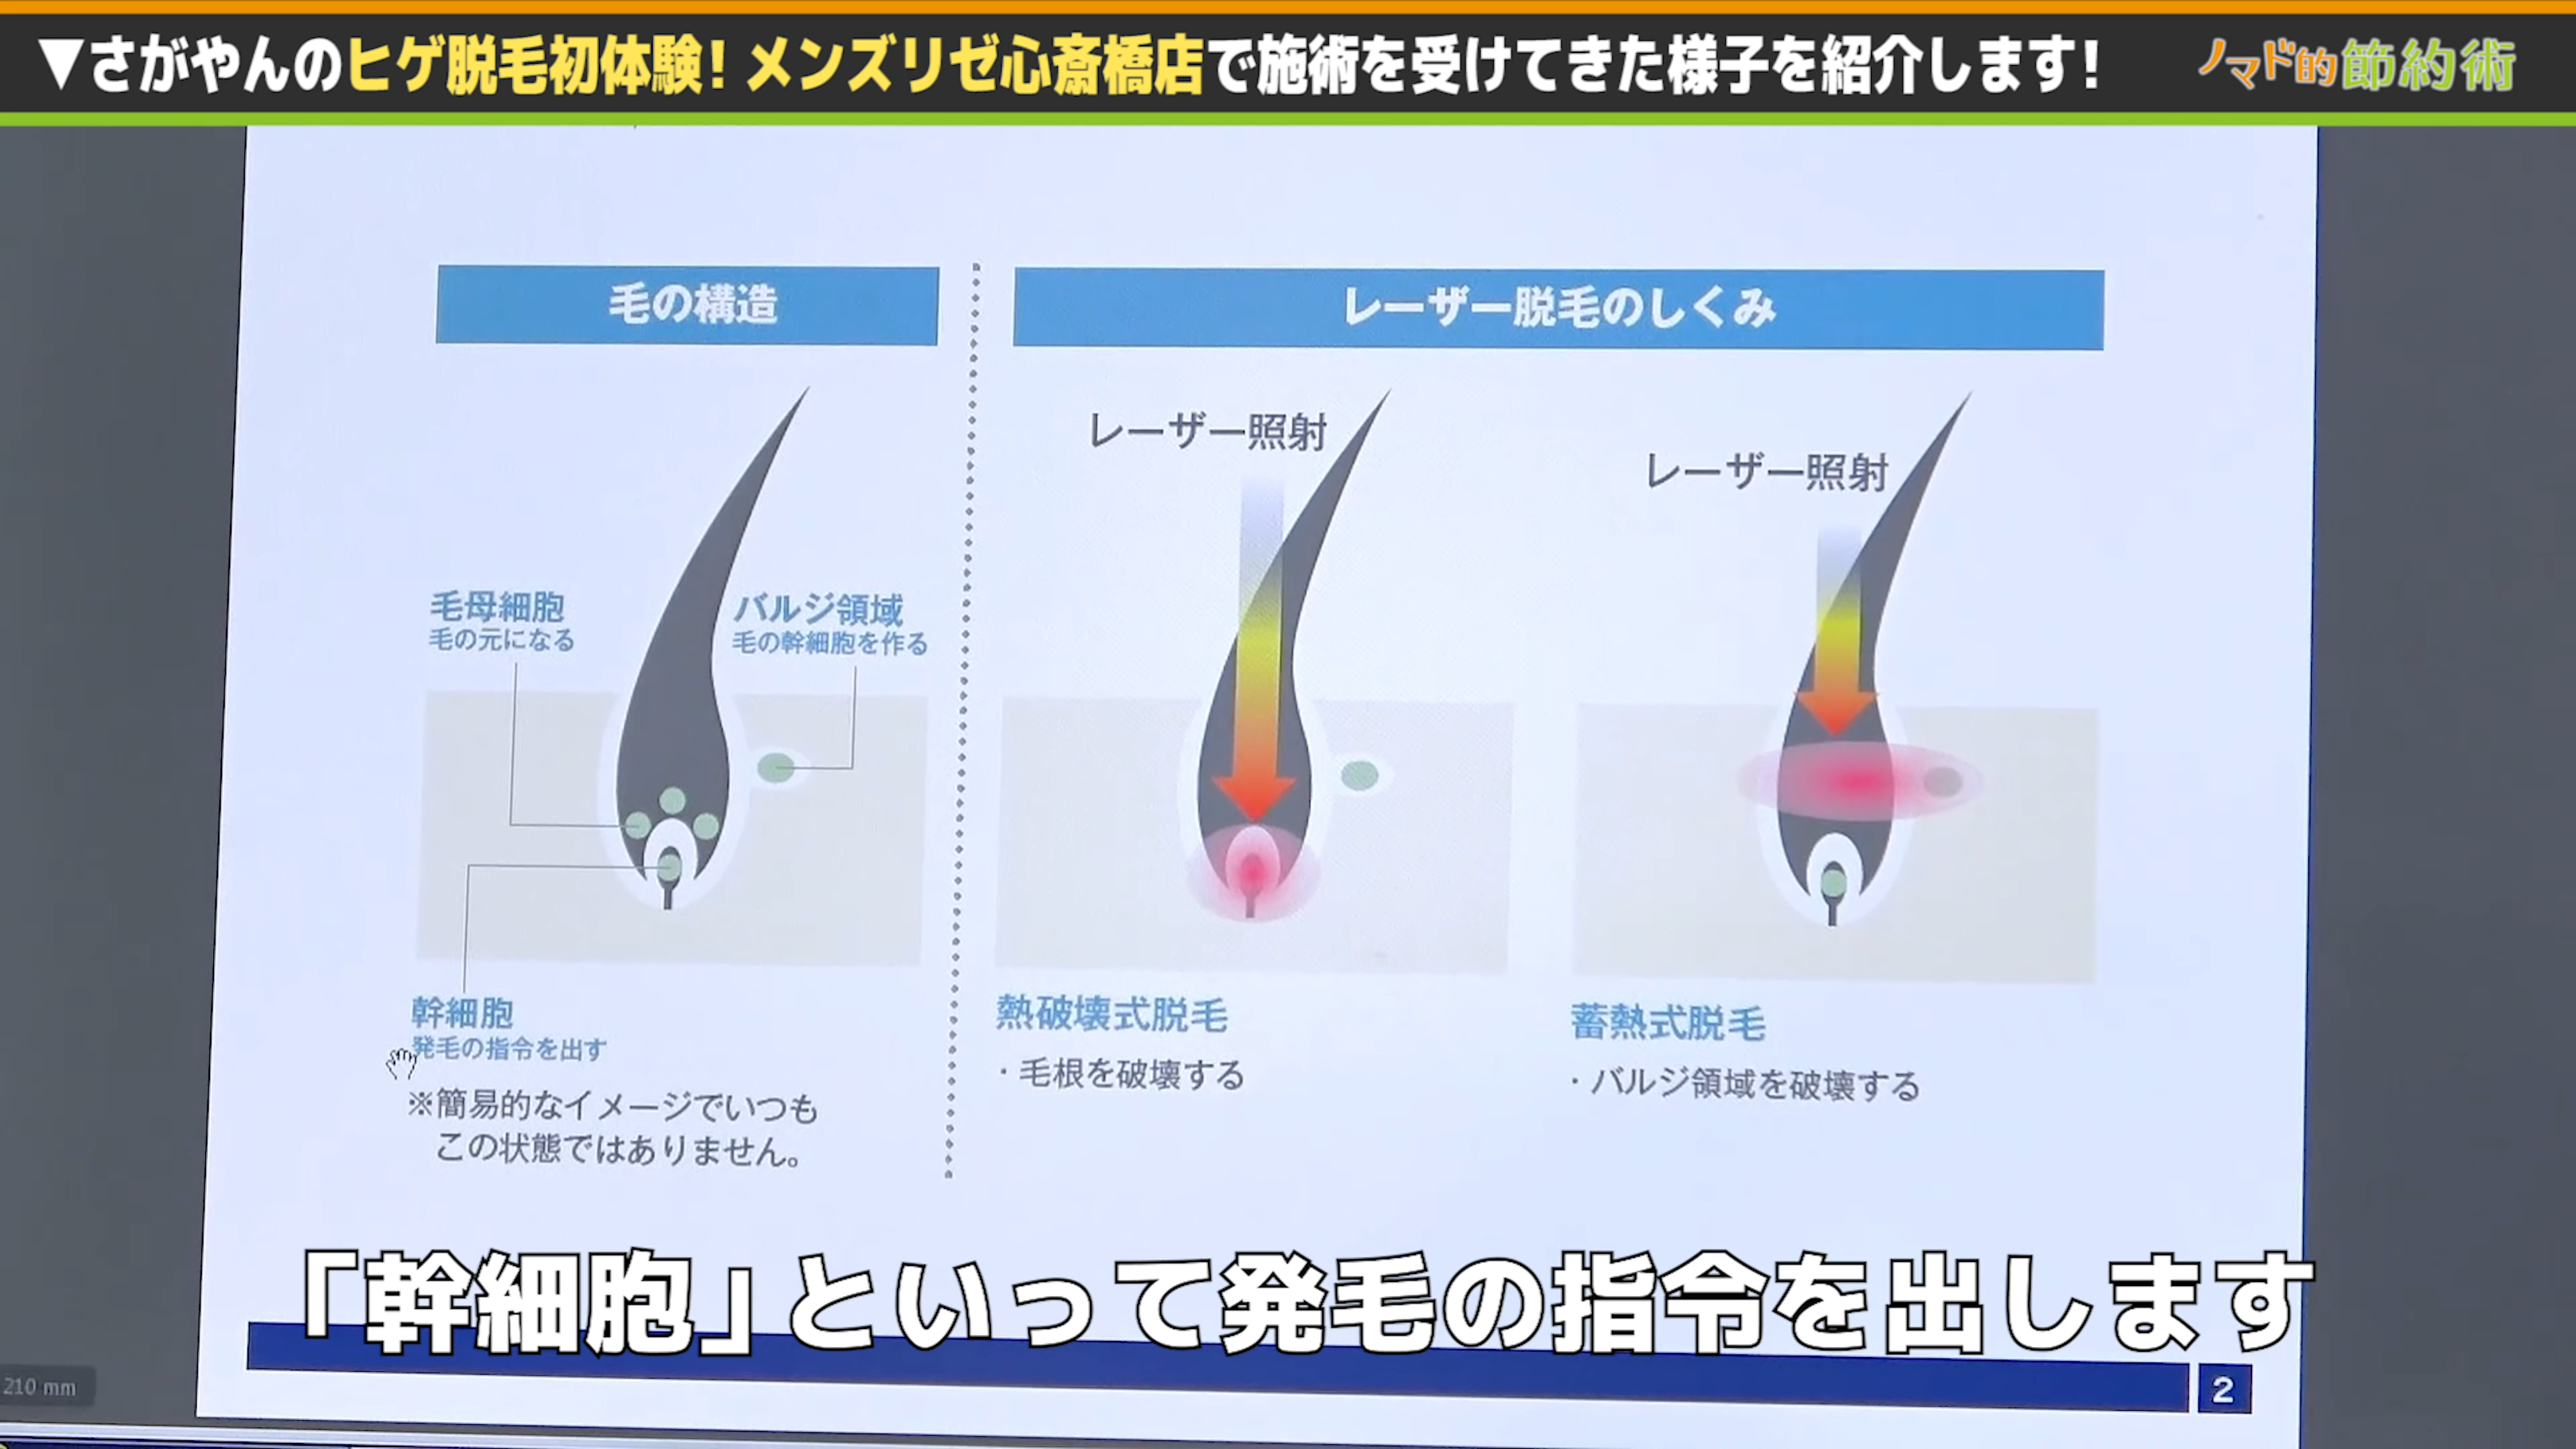 ▼さがやんのヒゲ脱毛初体験！メンズリゼ心斎橋店で施術を受けてきた様子を紹介します！
ノマド的節約術
毛の構造
レーザー脱毛のしくみ
レーザー照射
レーザー照射
毛母細胞
毛の元になる
バルジ領域
毛の幹細胞を作る
幹細胞
発毛の指令を出す
※簡易的なイメージでいつも
この状態ではありません。
熱破壊式脱毛
・毛根を破壊する
蓄熱式脱毛
・バルジ領域を破壊する
「幹細胞」といって発毛の指令を出します
210 mm
2